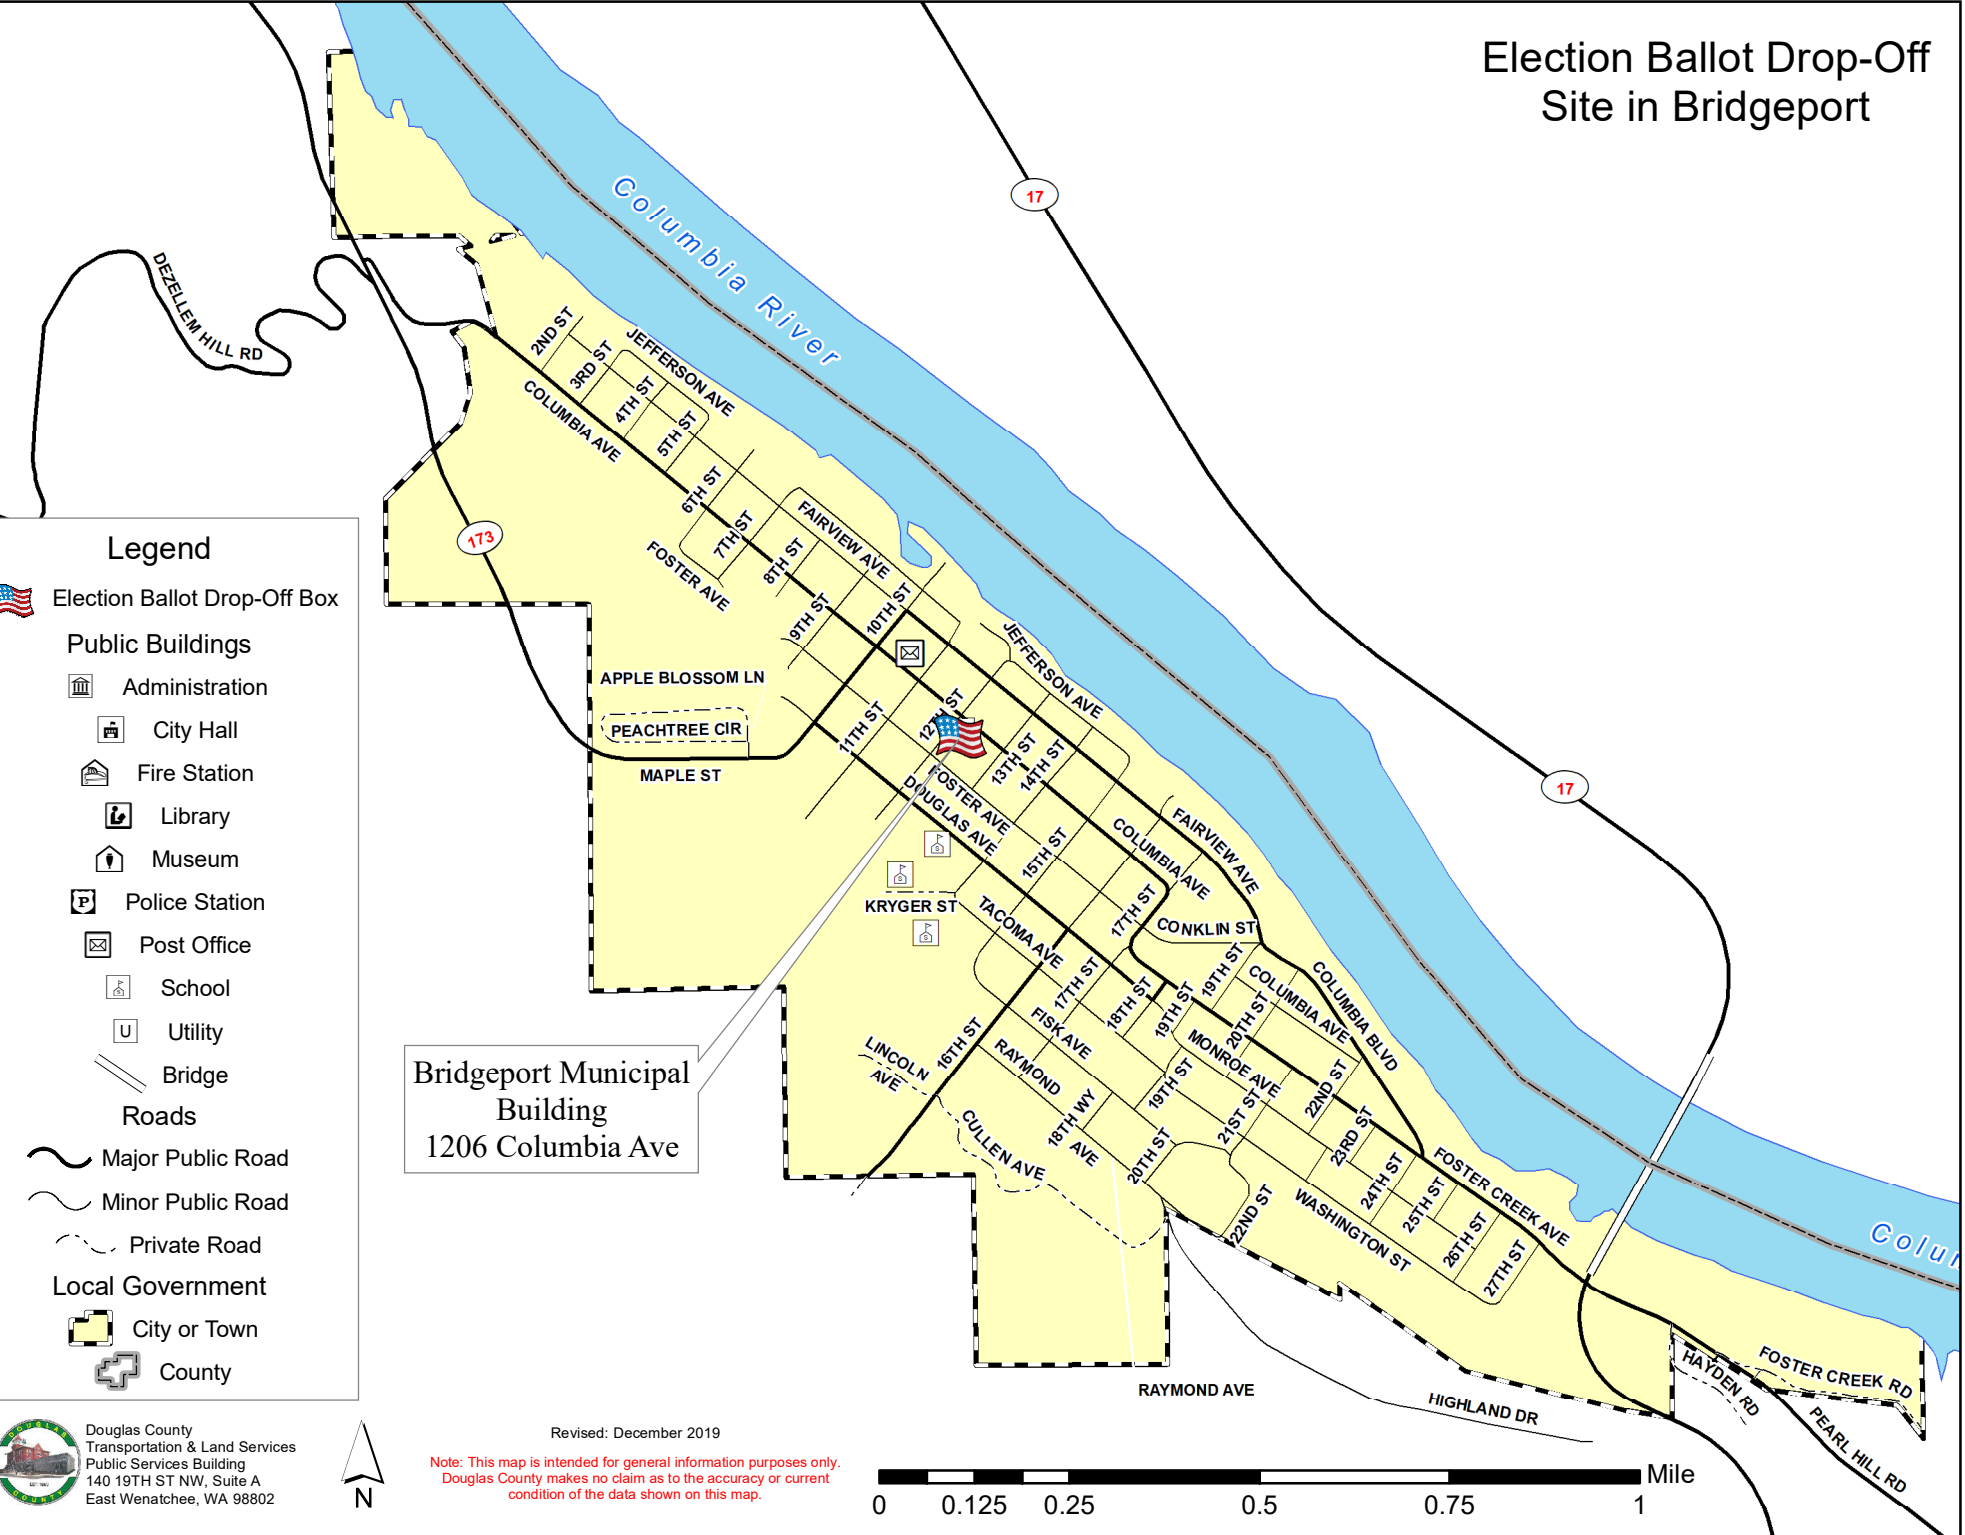 Election Ballot Drop-Off
Site in Bridgeport
17
Columbia River
DEZELLEM HILL RD
2ND ST
3RD ST
4TH ST
5TH ST
JEFFERSON AVE
COLUMBIA AVE
6TH ST
7TH ST
8TH ST
9TH ST
10TH ST
FAIRVIEW AVE
FOSTER AVE
173
JEFFERSON AVE
APPLE BLOSSOM LN
PEACHTREE CIR
MAPLE ST
11TH ST
12TH ST
13TH ST
14TH ST
17
FOSTER AVE
DOUGLAS AVE
15TH ST
COLUMBIA AVE
FAIRVIEW AVE
KRYGER ST
TACOMA AVE
17TH ST
CONKLIN ST
17TH ST
18TH ST
19TH ST
19TH ST
20TH ST
COLUMBIA AVE
COLUMBIA BLVD
16TH ST
FISK AVE
LINCOLN
AVE
RAYMOND
AVE
MONROE AVE
18TH WY
19TH ST
20TH ST
21ST ST
22ND ST
22ND ST
23RD ST
24TH ST
25TH ST
26TH ST
27TH ST
CULLEN AVE
WASHINGTON ST
FOSTER CREEK AVE
Colum
RAYMOND AVE
HIGHLAND DR
HAYDEN RD
FOSTER CREEK RD
PEARL HILL RD
Bridgeport Municipal
Building
1206 Columbia Ave
Legend
Election Ballot Drop-Off Box
Public Buildings
Administration
City Hall
Fire Station
Library
Museum
P Police Station
Post Office
School
U Utility
Bridge
Roads
Major Public Road
Minor Public Road
Private Road
Local Government
City or Town
County
DOUGLAS
COUNTY
Douglas County
Transportation & Land Services
Public Services Building
140 19TH ST NW, Suite A
East Wenatchee, WA 98802
N
Revised: December 2019
Note: This map is intended for general information purposes only.
Douglas County makes no claim as to the accuracy or current
condition of the data shown on this map.
Mile
0 0.125 0.25 0.5 0.75 1